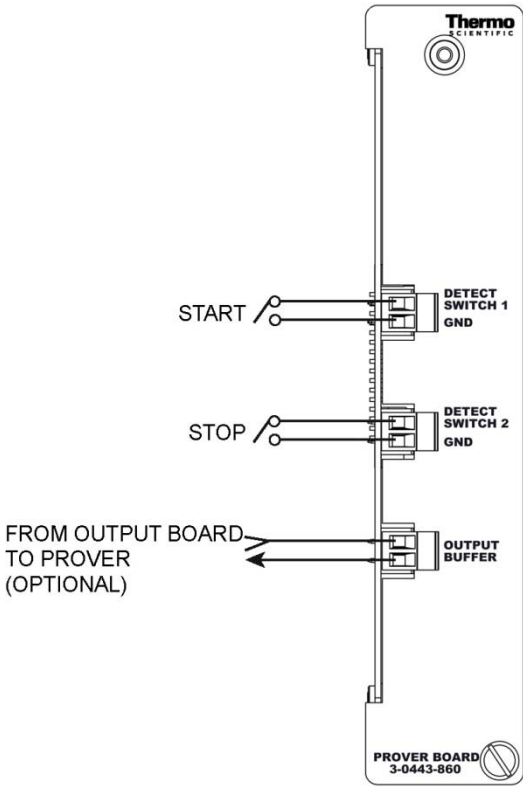 Thermo
SCIENTIFIC
START
DETECT
SWITCH 1
GND
STOP
DETECT
SWITCH 2
GND
FROM OUTPUT BOARD
TO PROVER
(OPTIONAL)
OUTPUT
BUFFER
PROVER BOARD
3-0443-860